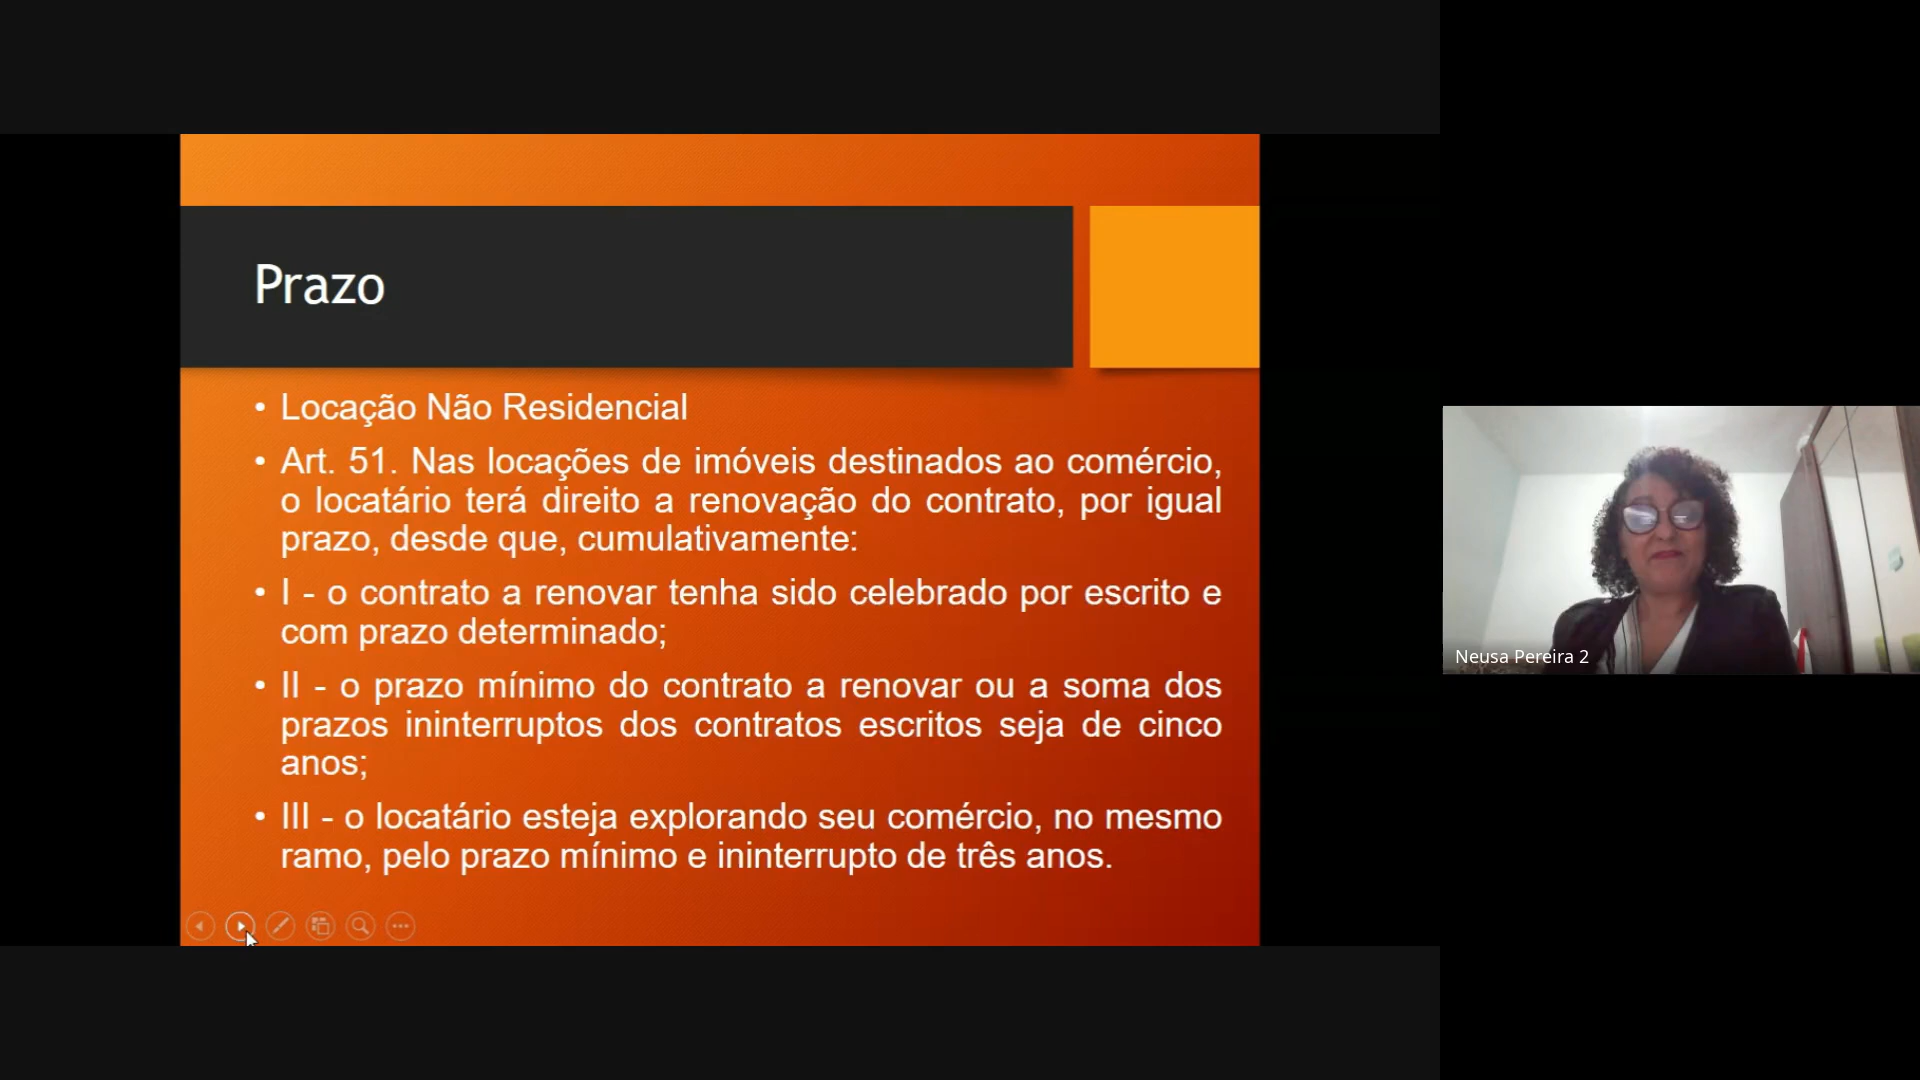 Prazo
• Locação Não Residencial
• Art. 51. Nas locações de imóveis destinados ao comércio,
o locatário terá direito a renovação do contrato, por igual
prazo, desde que, cumulativamente:
• I - o contrato a renovar tenha sido celebrado por escrito e
com prazo determinado;
• II - o prazo mínimo do contrato a renovar ou a soma dos
prazos ininterruptos dos contratos escritos seja de cinco
anos;
• III - o locatário esteja explorando seu comércio, no mesmo
ramo, pelo prazo mínimo e ininterrupto de três anos.
Neusa Pereira 2